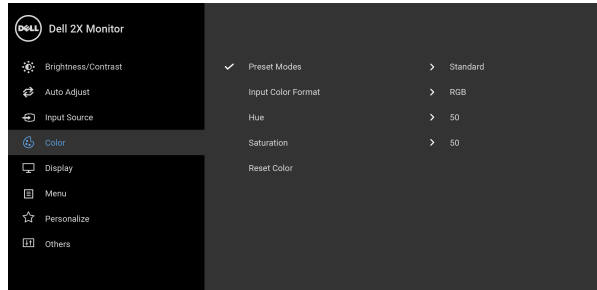 DELL Dell 2X Monitor
Brightness/Contrast
Auto Adjust
Input Source
Color
Display
Menu
Personalize
Others
Preset Modes Standard
Input Color Format RGB
Hue 50
Saturation 50
Reset Color